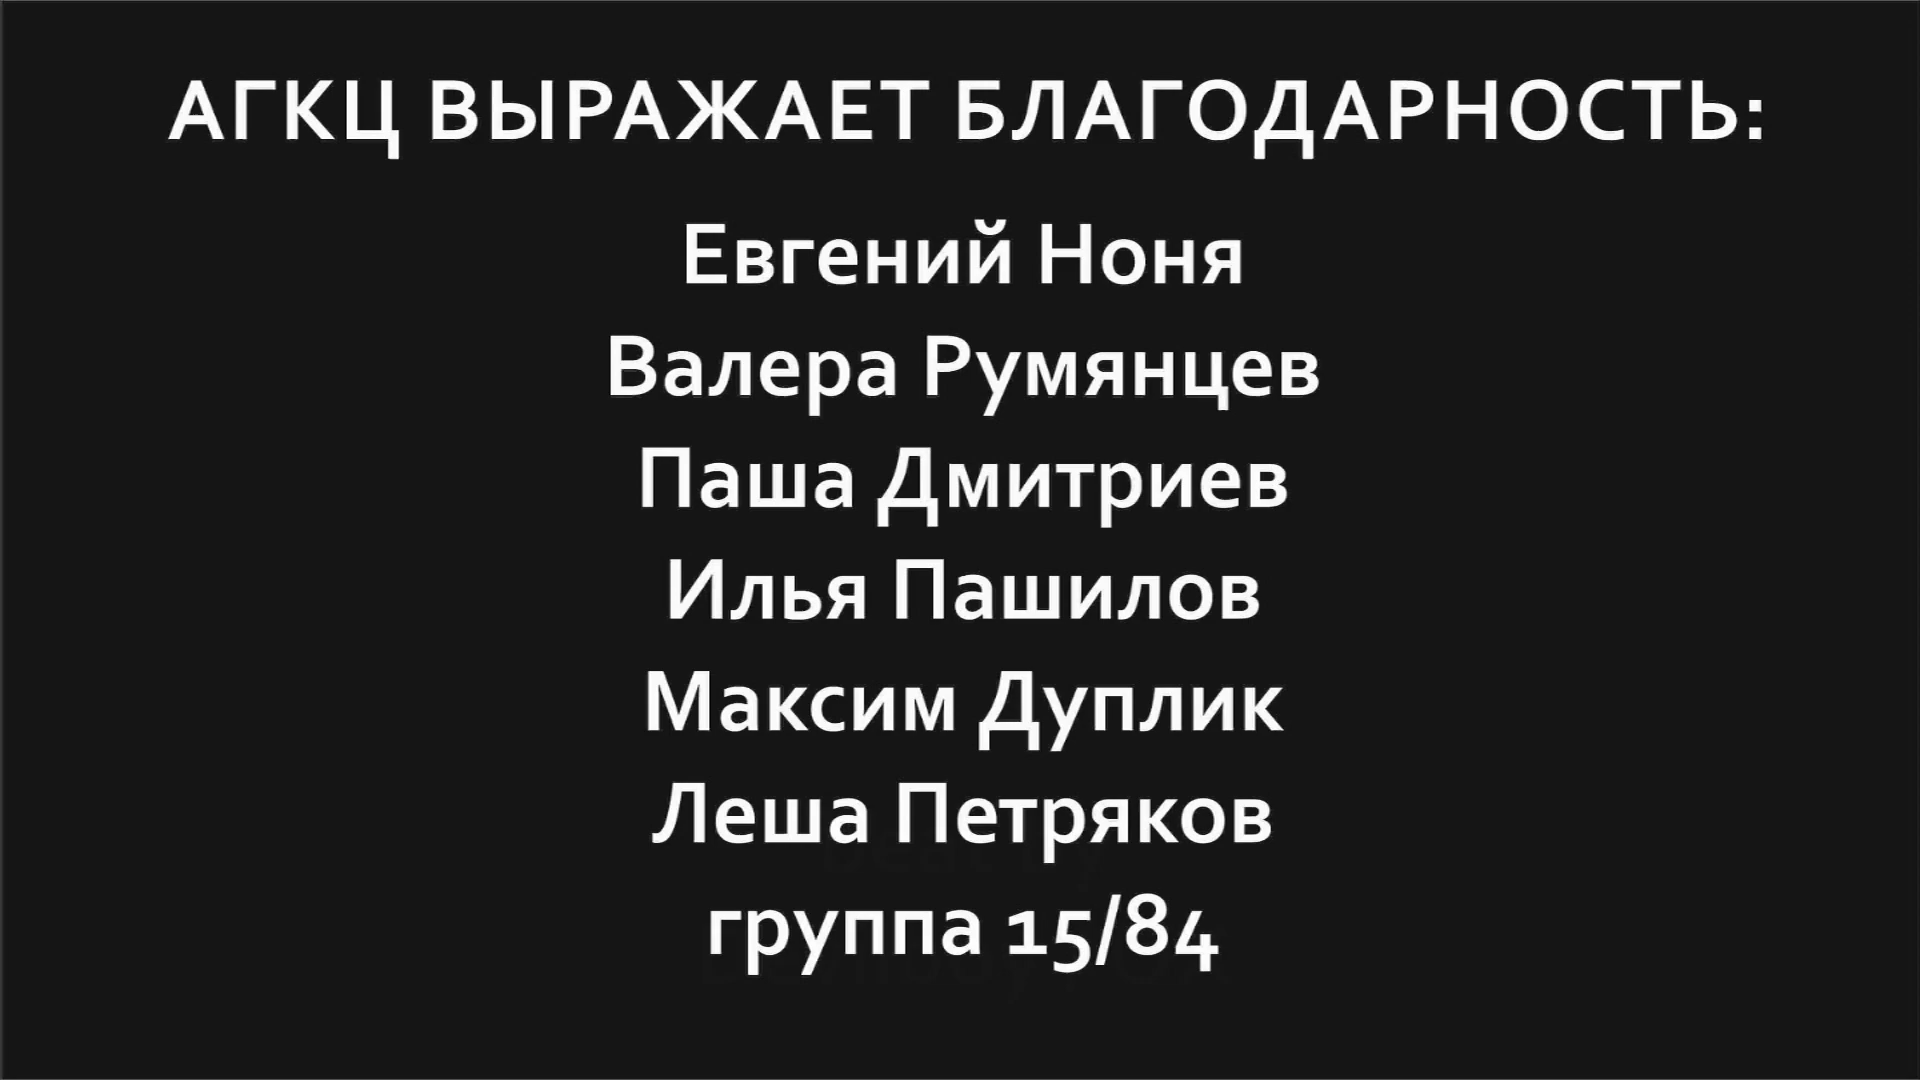 АГКЦ ВЫРАЖАЕТ БЛАГОДАРНОСТЬ:
Евгений Ноня
Валера Румянцев
Паша Дмитриев
Илья Пашилов
Максим Дуплик
Леша Петряков
группа 15/84